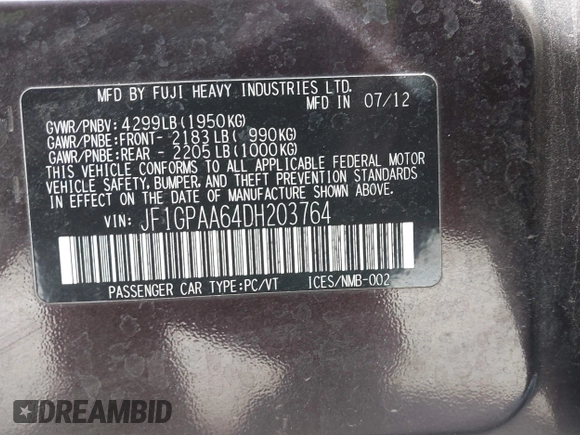 MFD BY FUJI HEAVY INDUSTRIES LTD.
MFD IN 07/12
GVWR/PNBV: 4299LB(1950KG)
GAWR/PNBE:FRONT- 2183LB( 990KG)
GAWR/PNBE:REAR - 2205LB(1000KG)
THIS VEHICLE CONFORMS TO ALL APPLICABLE FEDERAL MOTOR
VEHICLE SAFETY, BUMPER, AND THEFT PREVENTION STANDARDS
IN EFFECT ON THE DATE OF MANUFACTURE SHOWN ABOVE.
VIN: JF1GPAA64DH203764
PASSENGER CAR TYPE:PC/VT ICES/NMB-002
DREAMBID